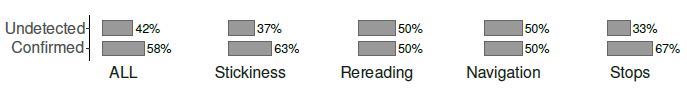 Undetected 42% 37% 50% 50% 33%
Confirmed 58% 63% 50% 50% 67%
ALL Stickiness Rereading Navigation Stops